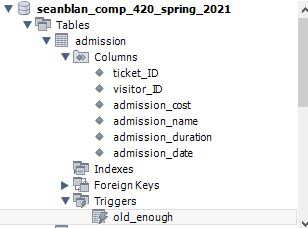 seanblan_comp_420_spring_2021
Tables
admission
Columns
ticket_ID
visitor_ID
admission_cost
admission_name
admission_duration
admission_date
Indexes
Foreign Keys
Triggers
old_enough